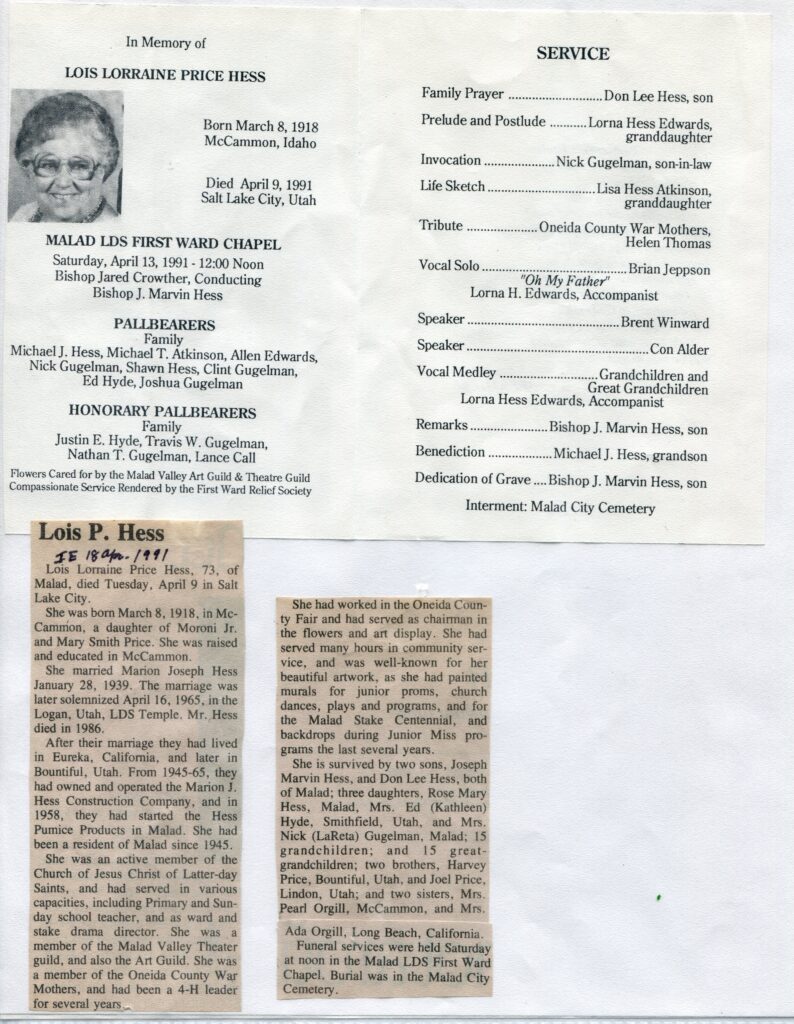 In Memory of
LOIS LORRAINE PRICE HESS
Born March 8, 1918
McCammon, Idaho
Died April 9, 1991
Salt Lake City, Utah
MALAD LDS FIRST WARD CHAPEL
Saturday, April 13, 1991 - 12:00 Noon
Bishop Jared Crowther, Conducting
Bishop J. Marvin Hess
PALLBEARERS
Family
Michael J. Hess, Michael T. Atkinson, Allen Edwards,
Nick Gugelman, Shawn Hess, Clint Gugelman,
Ed Hyde, Joshua Gugelman
HONORARY PALLBEARERS
Family
Justin E. Hyde, Travis W. Gugelman,
Nathan T. Gugelman, Lance Call
Flowers Cared for by the Malad Valley Art Guild & Theatre Guild
Compassionate Service Rendered by the First Ward Relief Society
SERVICE
Family Prayer ............................Don Lee Hess, son
Prelude and Postlude ...........Lorna Hess Edwards,
granddaughter
Invocation .....................Nick Gugelman, son-in-law
Life Sketch .........................Lisa Hess Atkinson,
granddaughter
Tribute .....................Oneida County War Mothers,
Helen Thomas
Vocal Solo ............................................Brian Jeppson
"Oh My Father"
Lorna H. Edwards, Accompanist
Speaker ..............................................Brent Winward
Speaker ......................................................Con Alder
Vocal Medley .............................Grandchildren and
Great Grandchildren
Lorna Hess Edwards, Accompanist
Remarks ........................Bishop J. Marvin Hess, son
Benediction ...................Michael J. Hess, grandson
Dedication of Grave ....Bishop J. Marvin Hess, son
Interment: Malad City Cemetery
Lois P. Hess
IE 18 apr. 1991
Lois Lorraine Price Hess, 73, of
Malad, died Tuesday, April 9 in Salt
Lake City.
She was born March 8, 1918, in Mc-
Cammon, a daughter of Moroni Jr.
and Mary Smith Price. She was raised
and educated in McCammon.
She married Marion Joseph Hess
January 28, 1939. The marriage was
later solemnized April 16, 1965, in the
Logan, Utah, LDS Temple. Mr. Hess
died in 1986.
After their marriage they had lived
in Eureka, California, and later in
Bountiful, Utah. From 1945-65, they
had owned and operated the Marion J.
Hess Construction Company, and in
1958, they had started the Hess
Pumice Products in Malad. She had
been a resident of Malad since 1945.
She was an active member of the
Church of Jesus Christ of Latter-day
Saints, and had served in various
capacities, including Primary and Sun-
day school teacher, and as ward and
stake drama director. She was a
member of the Malad Valley Theater
guild, and also the Art Guild. She was
a member of the Oneida County War
Mothers, and had been a 4-H leader
for several years.
She had worked in the Oneida Coun-
ty Fair and had served as chairman in
the flowers and art display. She had
served many hours in community ser-
vice, and was well-known for her
beautiful artwork, as she had painted
murals for junior proms, church
dances, plays and programs, and for
the Malad Stake Centennial, and
backdrops during Junior Miss pro-
grams the last several years.
She is survived by two sons, Joseph
Marvin Hess, and Don Lee Hess, both
of Malad; three daughters, Rose Mary
Hess, Malad, Mrs. Ed (Kathleen)
Hyde, Smithfield, Utah, and Mrs.
Nick (LaReta) Gugelman, Malad; 15
grandchildren; and 15 great-
grandchildren; two brothers, Harvey
Price, Bountiful, Utah, and Joel Price,
Lindon, Utah; and two sisters, Mrs.
Pearl Orgill, McCammon, and Mrs.
Ada Orgill, Long Beach, California.
Funeral services were held Saturday
at noon in the Malad LDS First Ward
Chapel. Burial was in the Malad City
Cemetery.